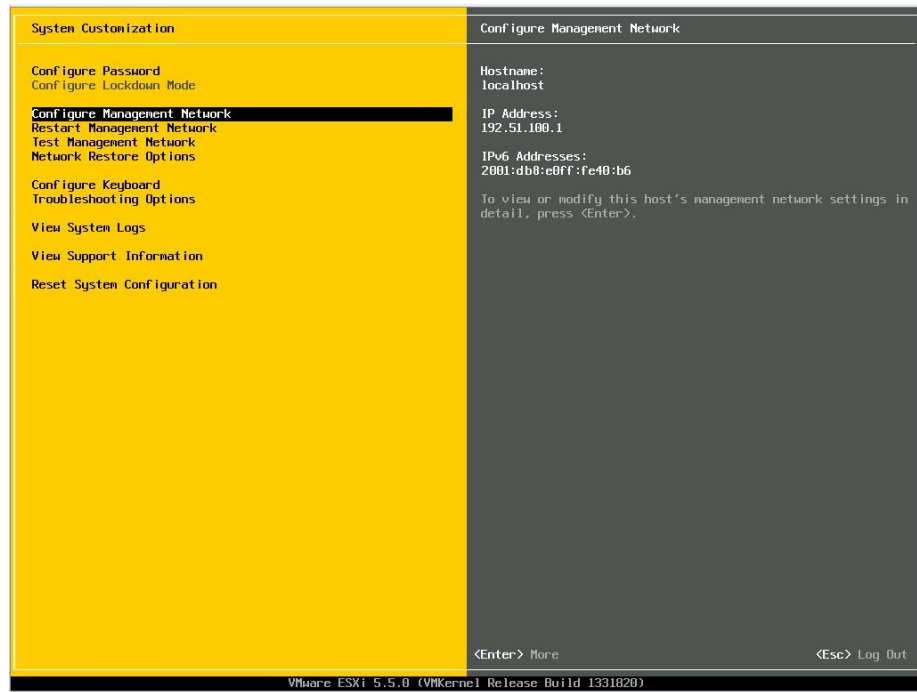 System Customization
Configure Password
Configure Lockdown Mode
Configure Management Network
Restart Management Network
Test Management Network
Network Restore Options
Configure Keyboard
Troubleshooting Options
View System Logs
View Support Information
Reset System Configuration
Configure Management Network
Hostname:
localhost
IP Address:
192.51.100.1
IPv6 Addresses:
2001:db8:e0ff:fe40:b6
To view or modify this host's management network settings in
detail, press <Enter>.
<Enter> More
<Esc> Log Out
VMware ESXi 5.5.0 (VMKernel Release Build 1331820)